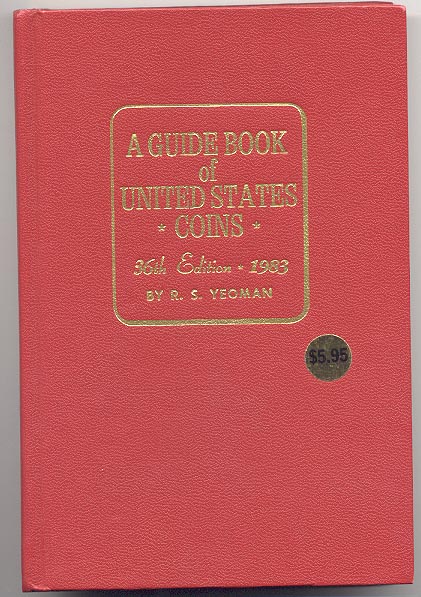 A GUIDE BOOK
of
UNITED STATES
* COINS *
36th Edition * 1983
BY R. S. YEOMAN
$5.95